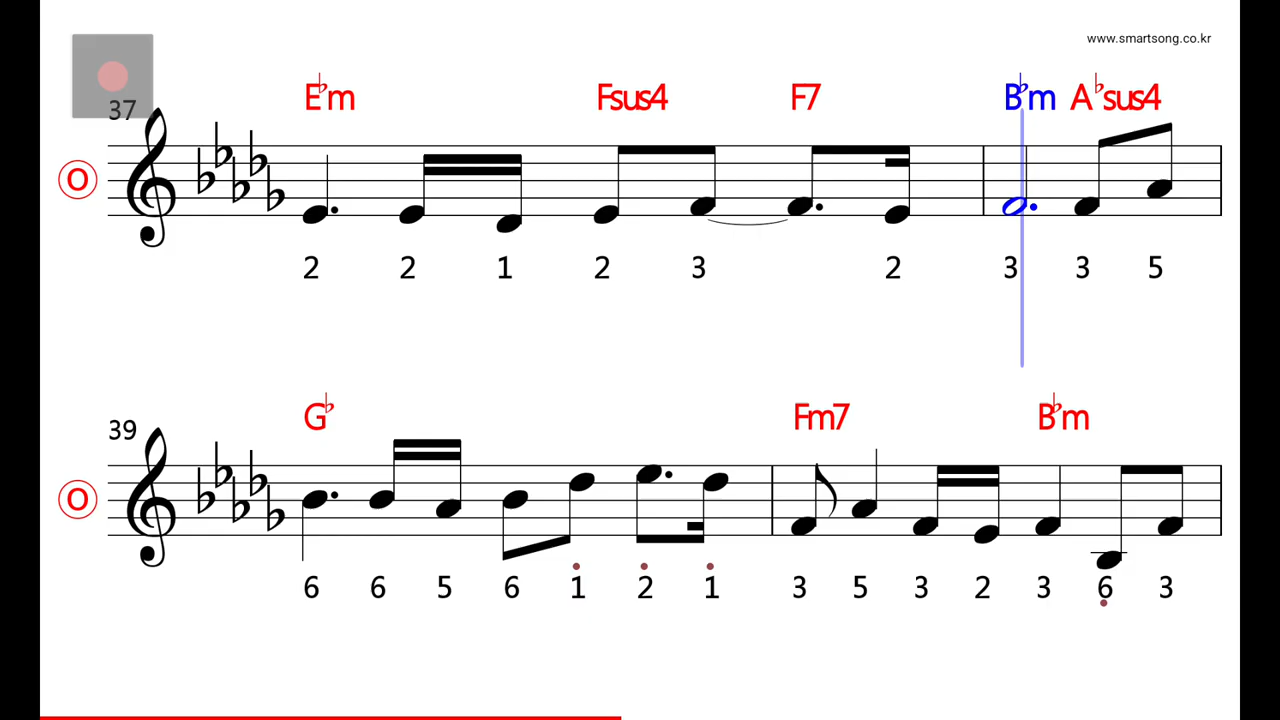 www.smartsong.co.kr
E♭m Fsus4 F7 B♭m A♭sus4
37
O
2 2 1 2 3 2 3 3 5
G♭ Fm7 B♭m
39
O
6 6 5 6 1 2 1 3 5 3 2 3 6 3